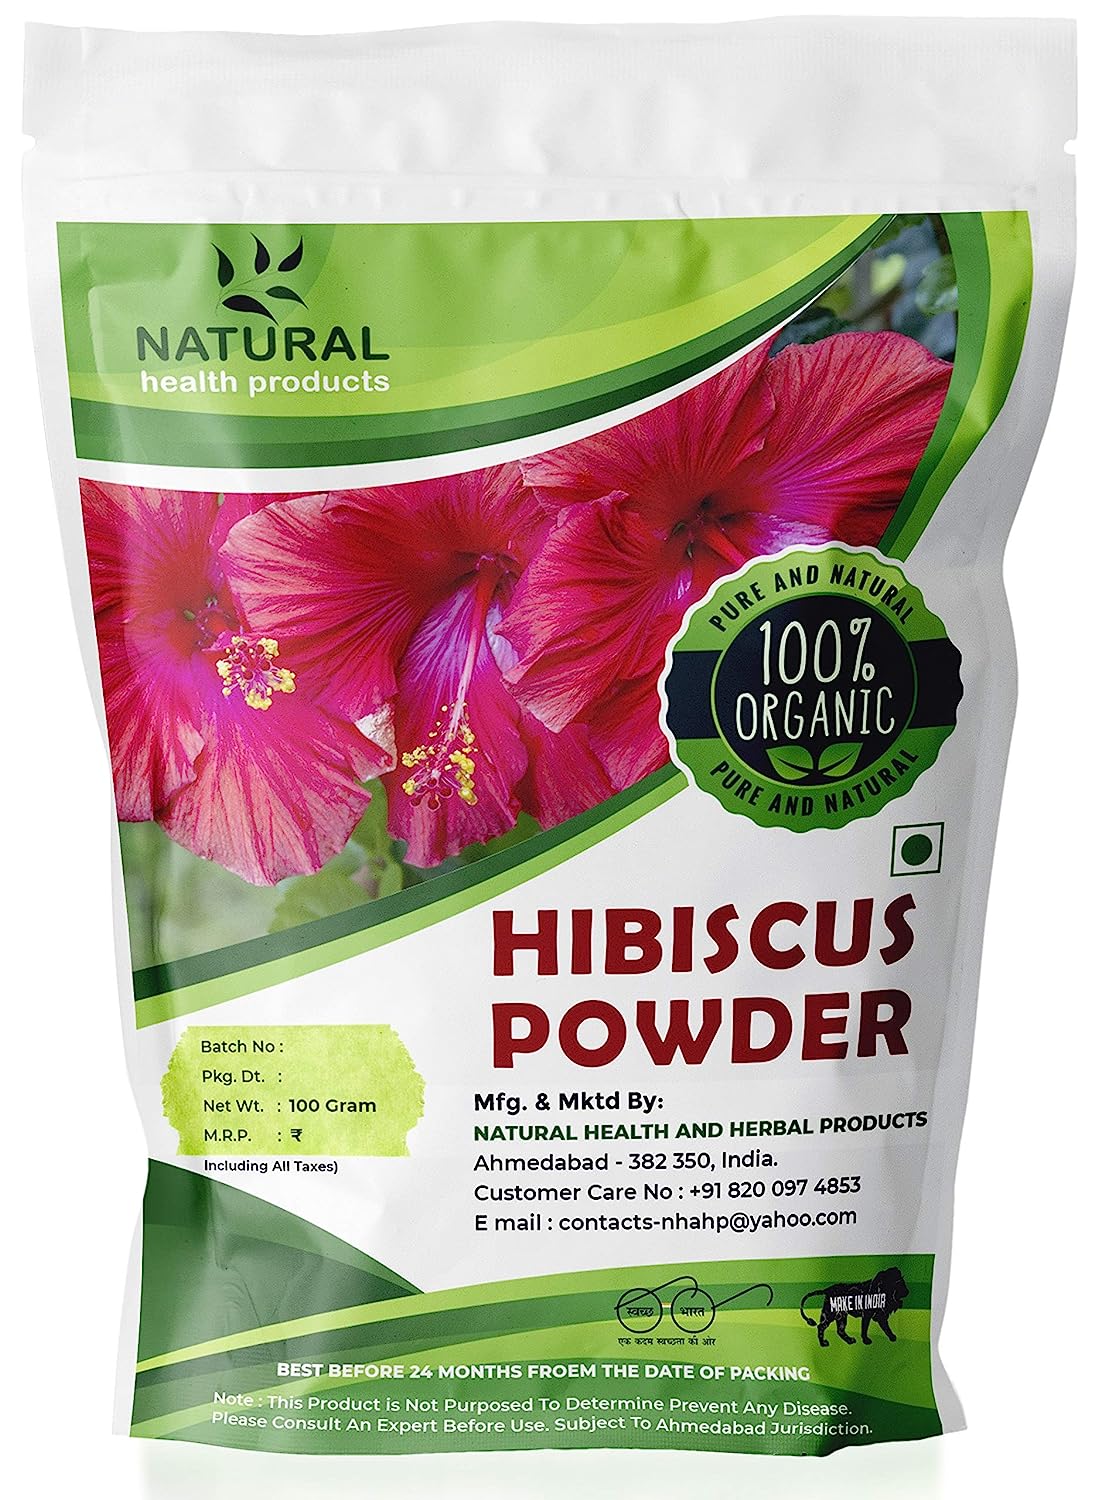 NATURAL
health products
PURE AND NATURAL
100%
ORGANIC
PURE AND NATURAL
HIBISCUS
POWDER
Batch No :
Pkg. Dt. :
Net Wt. : 100 Gram
M.R.P. : ₹
Including All Taxes)
Mfg. & Mktd By:
NATURAL HEALTH AND HERBAL PRODUCTS
Ahmedabad - 382 350, India.
Customer Care No : +91 820 097 4853
E mail : contacts-nhahp@yahoo.com
स्वच्छ भारत
एक कदम स्वच्छता की ओर
MAKE IN INDIA
BEST BEFORE 24 MONTHS FROEM THE DATE OF PACKING
Note : This Product is Not Purposed To Determine Prevent Any Disease.
Please Consult An Expert Before Use. Subject To Ahmedabad Jurisdiction.